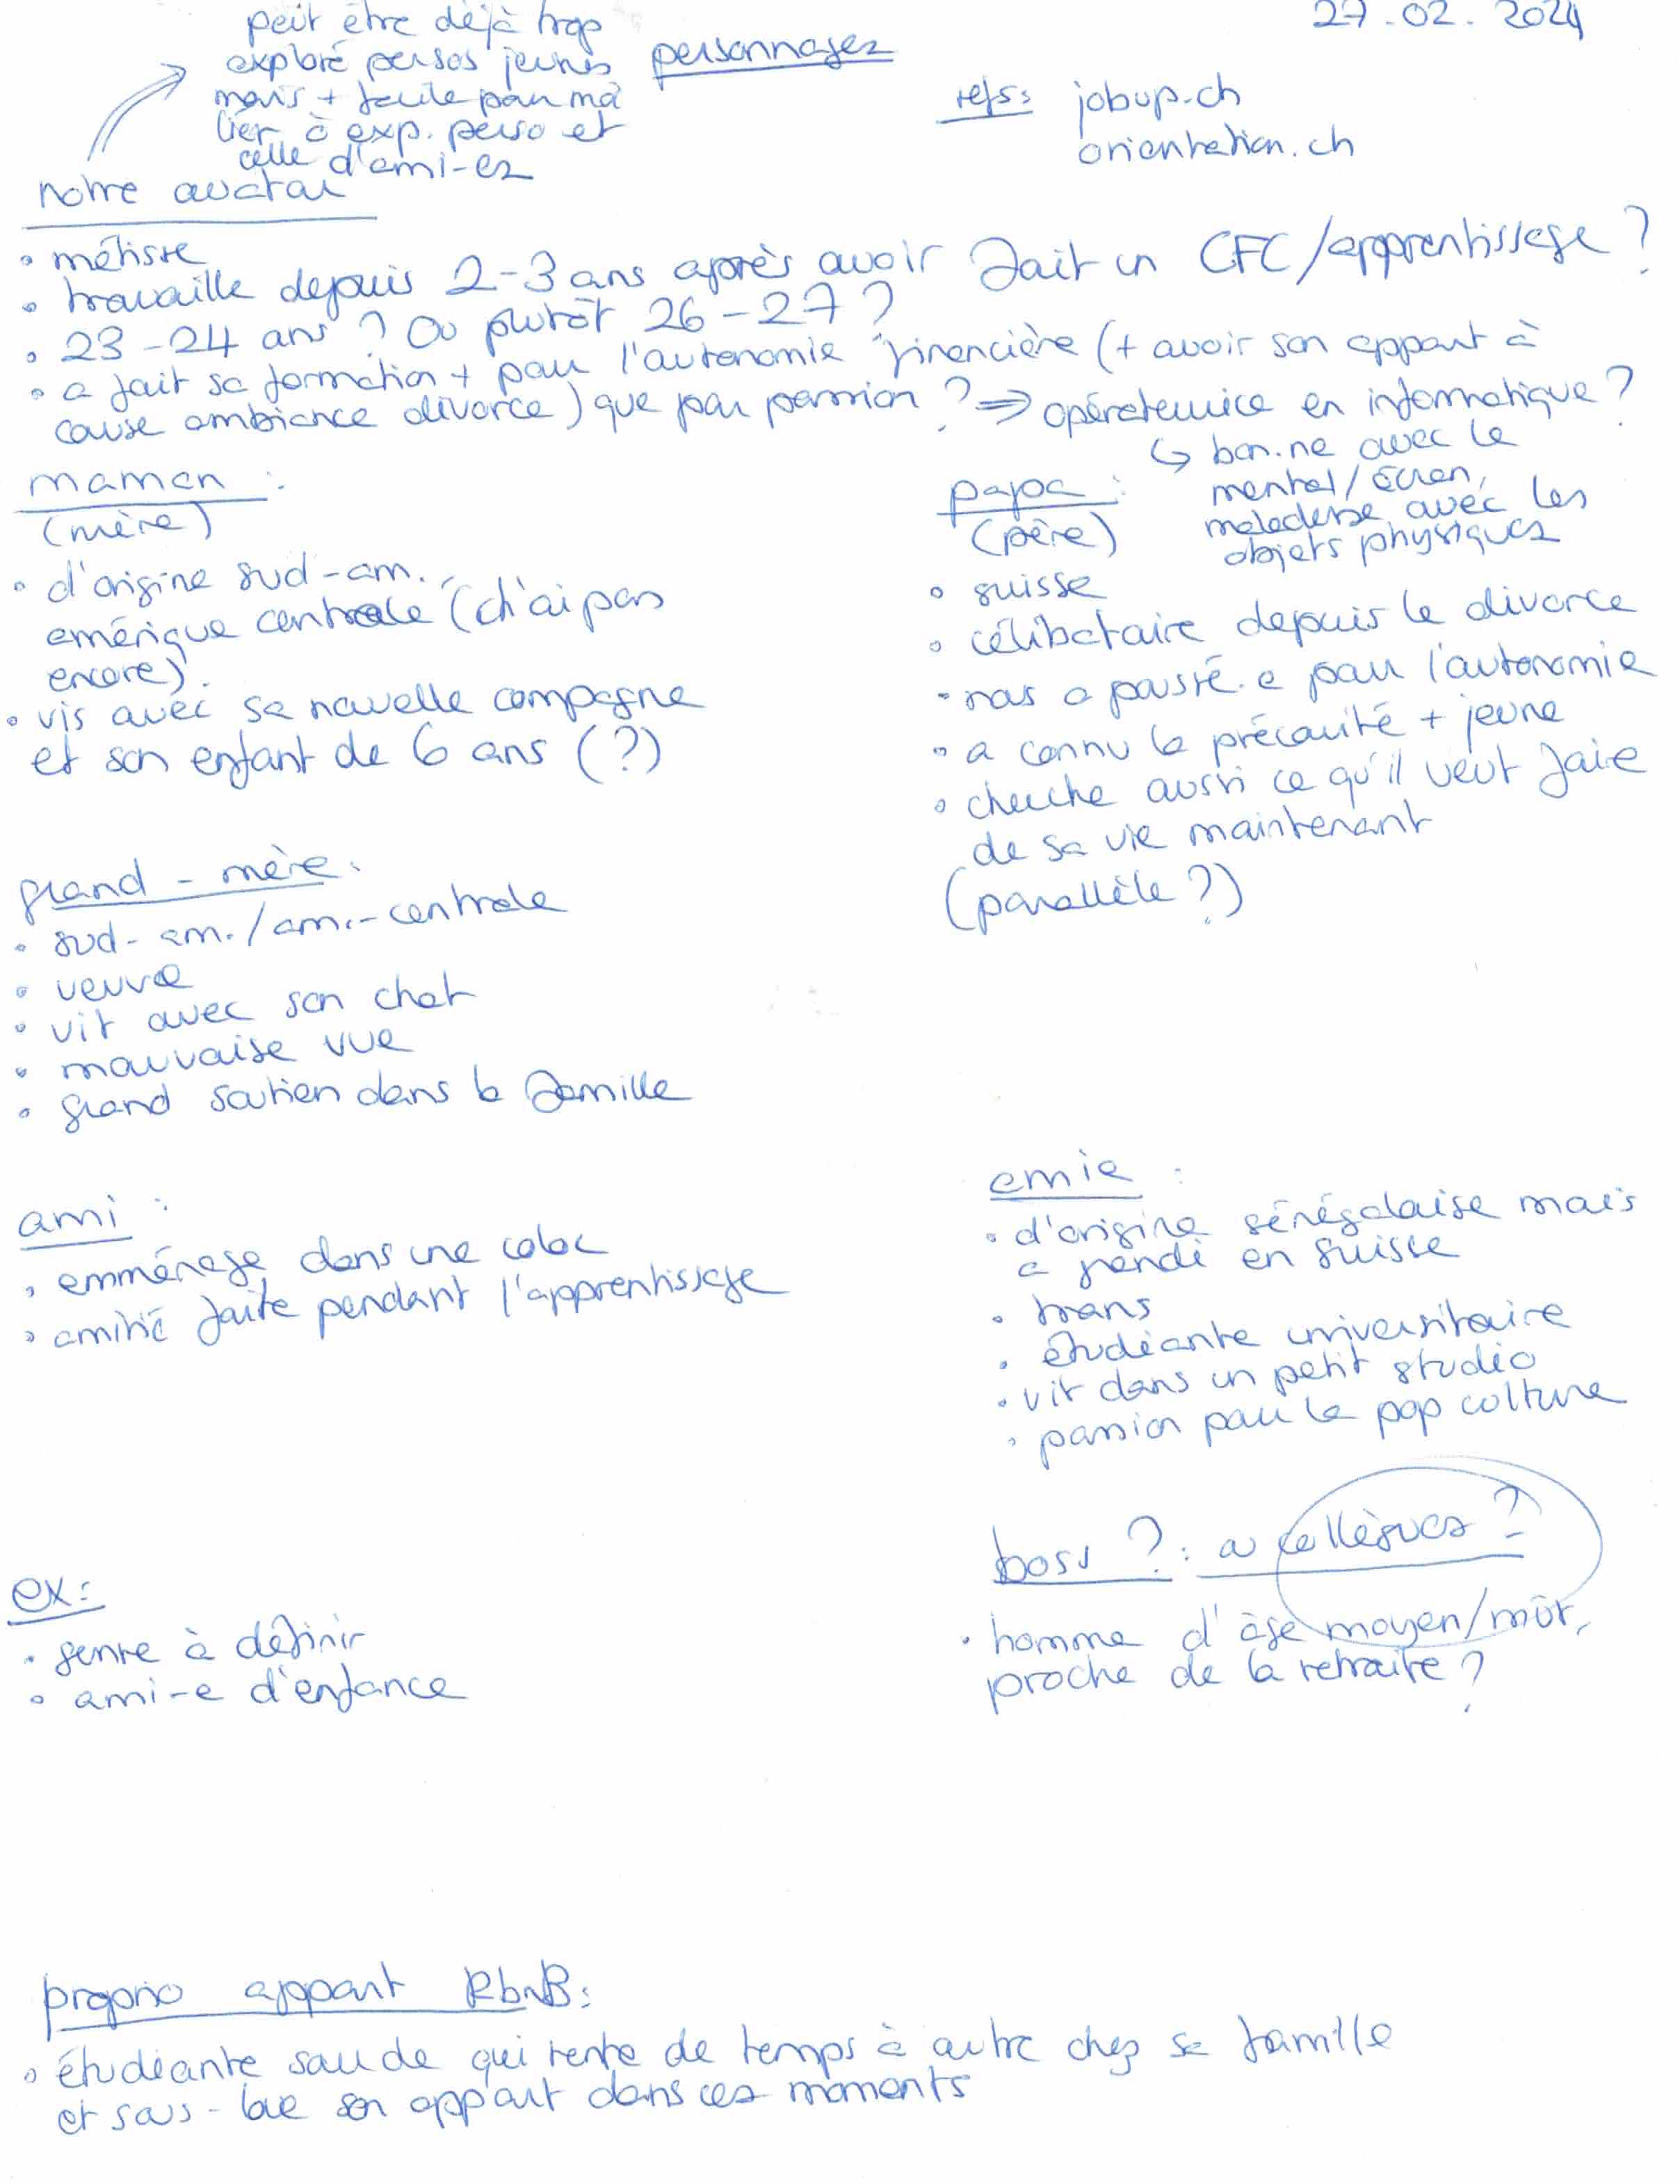 27.02.2024
personnages
refs: jobup.ch
orientation.ch
peut être déjà trop
exploré persos jeunes
mais + facile pour moi
lier à exp. perso et
celle d'ami-es
notre avatar
• métisse
• travaille depuis 2-3 ans après avoir fait un CFC/apprentissage ?
• 23-24 ans ? Ou plutôt 26-27 ?
• a fait sa formation + pour l'autonomie financière (+ avoir son appart à
cause ambiance divorce) que par passion ? => opérateurice en informatique ?
↳ bon.ne avec le
mental/écran,
maladresse avec les
objets physiques
maman :
(mère)
• d'origine sud-am.,
amérique centrale (ch'ai pas
encore).
• vis avec sa nouvelle compagne
et son enfant de 6 ans (?)
papa :
(père)
• suisse
• célibataire depuis le divorce
• nous a poussé.e pour l'autonomie
• a connu la précarité + jeune
• cherche aussi ce qu'il veut faire
de sa vie maintenant
(parallèle ?)
grand-mère :
• sud-am./am.-centrale
• veuve
• vit avec son chat
• mauvaise vue
• grand soutien dans la famille
ami :
• emménage dans une coloc
• amitié faite pendant l'apprentissage
amie :
• d'origine sénégalaise mais
a grandi en Suisse
• trans
• étudiante universitaire
• vit dans un petit studio
• passion pour la pop culture
boss ? : ou collègues ?
• homme d'âge moyen/mûr,
proche de la retraite ?
ex :
• genre à définir
• ami-e d'enfance
proprio appart RbnB :
• étudiante qui rentre de temps à autre chez sa famille
et sous-loue son appart dans ces moments